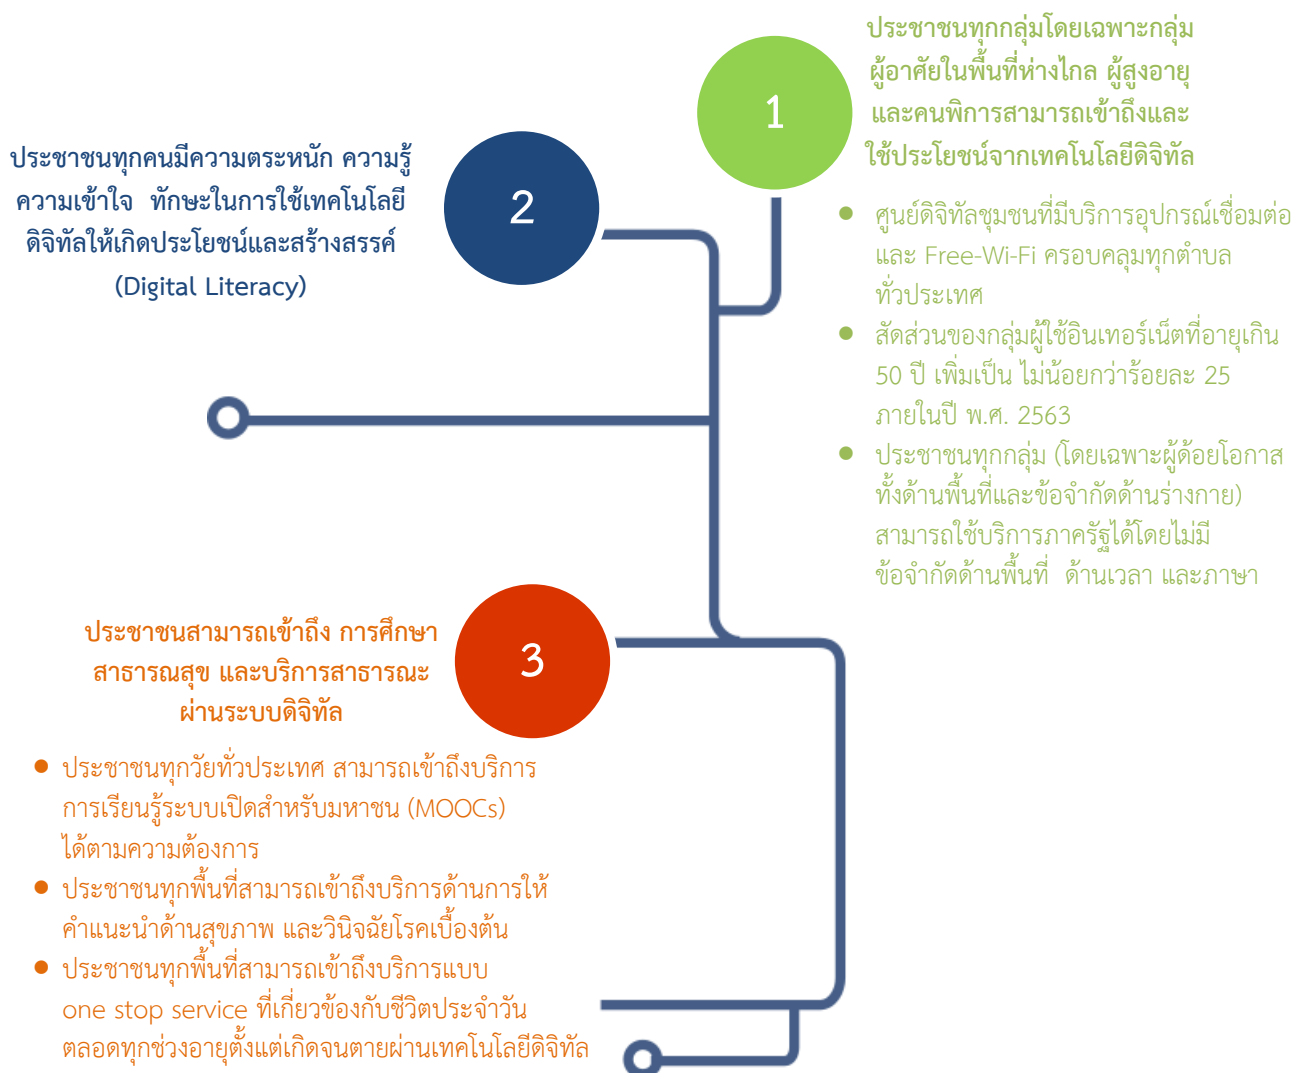 1
ประชาชนทุกกลุ่มโดยเฉพาะกลุ่ม
ผู้อาศัยในพื้นที่ห่างไกล ผู้สูงอายุ
และคนพิการสามารถเข้าถึงและ
ใช้ประโยชน์จากเทคโนโลยีดิจิทัล
● ศูนย์ดิจิทัลชุมชนที่มีบริการอุปกรณ์เชื่อมต่อ
และ Free-Wi-Fi ครอบคลุมทุกตำบล
ทั่วประเทศ
● สัดส่วนของกลุ่มผู้ใช้อินเทอร์เน็ตที่อายุเกิน
50 ปี เพิ่มเป็น ไม่น้อยกว่าร้อยละ 25
ภายในปี พ.ศ. 2563
● ประชาชนทุกกลุ่ม (โดยเฉพาะผู้ด้อยโอกาส
ทั้งด้านพื้นที่และข้อจำกัดด้านร่างกาย)
สามารถใช้บริการภาครัฐได้โดยไม่มี
ข้อจำกัดด้านพื้นที่ ด้านเวลา และภาษา
2
ประชาชนทุกคนมีความตระหนัก ความรู้
ความเข้าใจ ทักษะในการใช้เทคโนโลยี
ดิจิทัลให้เกิดประโยชน์และสร้างสรรค์
(Digital Literacy)
3
ประชาชนสามารถเข้าถึง การศึกษา
สาธารณสุข และบริการสาธารณะ
ผ่านระบบดิจิทัล
● ประชาชนทุกวัยทั่วประเทศ สามารถเข้าถึงบริการ
การเรียนรู้ระบบเปิดสำหรับมหาชน (MOOCs)
ได้ตามความต้องการ
● ประชาชนทุกพื้นที่สามารถเข้าถึงบริการด้านการให้
คำแนะนำด้านสุขภาพ และวินิจฉัยโรคเบื้องต้น
● ประชาชนทุกพื้นที่สามารถเข้าถึงบริการแบบ
one stop service ที่เกี่ยวข้องกับชีวิตประจำวัน
ตลอดทุกช่วงอายุตั้งแต่เกิดจนตายผ่านเทคโนโลยีดิจิทัล